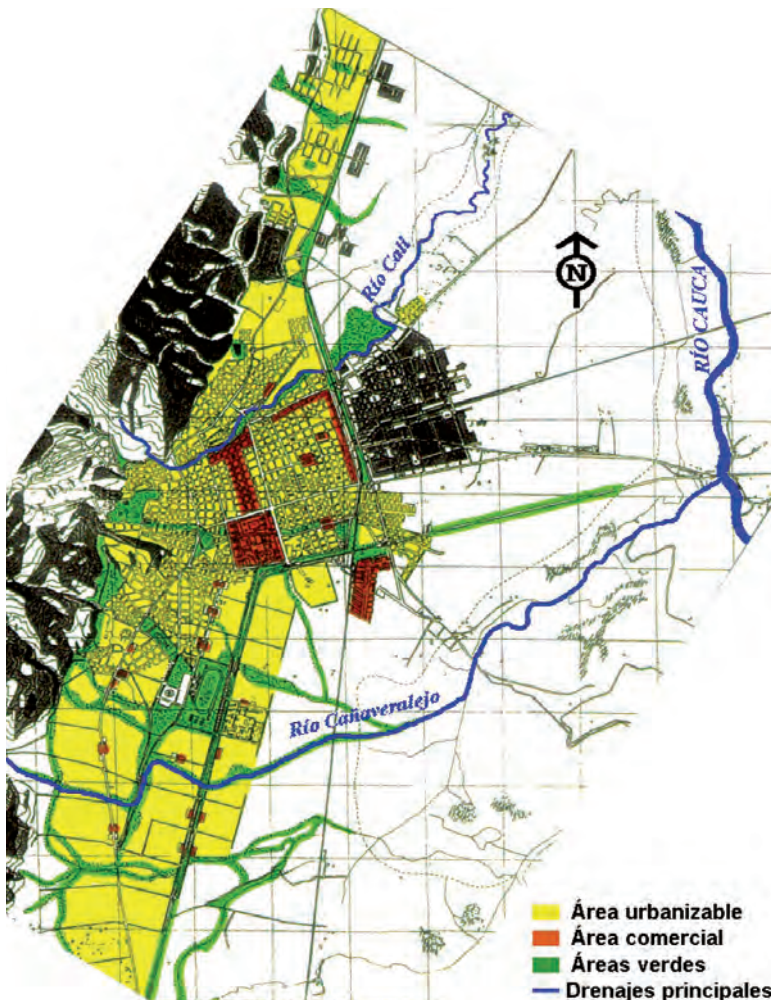 Río Cali
N
RÍO CAUCA
Río Cañaveralejo
Área urbanizable
Área comercial
Áreas verdes
Drenajes principales